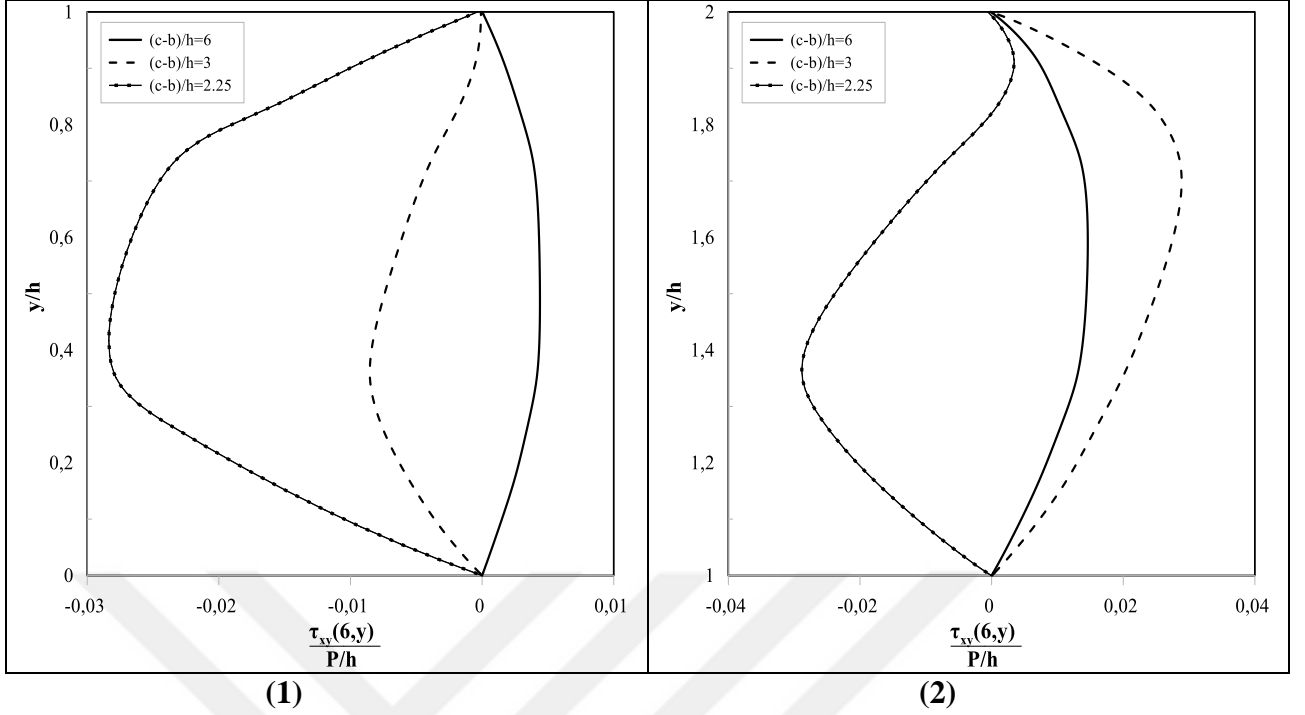 (c-b)/h=6
(c-b)/h=3
(c-b)/h=2.25
1
0,8
0,6
0,4
0,2
0
y/h
-0,03
-0,02
-0,01
0
0,01
τxy(6,y)
P/h
(1)
(c-b)/h=6
(c-b)/h=3
(c-b)/h=2.25
2
1,8
1,6
1,4
1,2
1
y/h
-0,04
-0,02
0
0,02
0,04
τxy(6,y)
P/h
(2)